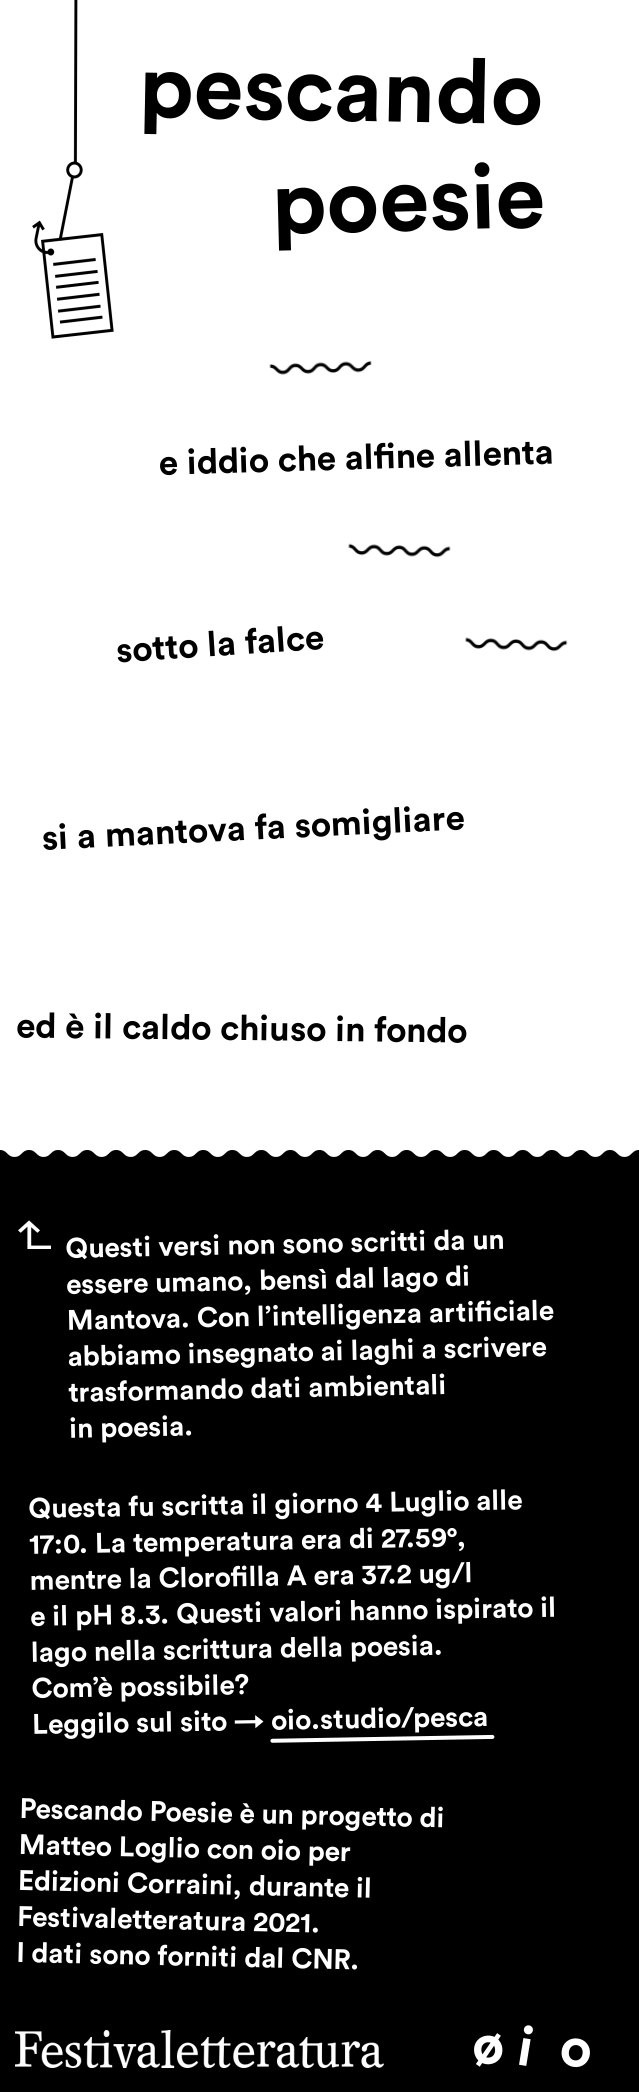 pescando
poesie
e iddio che alfine allenta
sotto la falce
si a mantova fa somigliare
ed è il caldo chiuso in fondo
Questi versi non sono scritti da un
essere umano, bensì dal lago di
Mantova. Con l’intelligenza artificiale
abbiamo insegnato ai laghi a scrivere
trasformando dati ambientali
in poesia.
Questa fu scritta il giorno 4 Luglio alle
17:0. La temperatura era di 27.59°,
mentre la Clorofilla A era 37.2 ug/l
e il pH 8.3. Questi valori hanno ispirato il
lago nella scrittura della poesia.
Com’è possibile?
Leggilo sul sito → oio.studio/pesca
Pescando Poesie è un progetto di
Matteo Loglio con oio per
Edizioni Corraini, durante il
Festivaletteratura 2021.
I dati sono forniti dal CNR.
Festivaletteratura øio